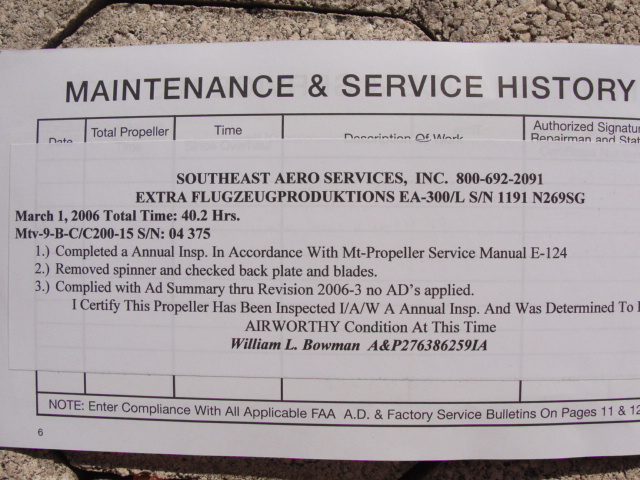 MAINTENANCE & SERVICE HISTORY
Date Total Propeller Time Description Of Work Authorized
Repairman and
SOUTHEAST AERO SERVICES, INC. 800-692-2091
EXTRA FLUGZEUGPRODUKTIONS EA-300/L S/N 1191 N269SG
March 1, 2006 Total Time: 40.2 Hrs.
Mtv-9-B-C/C200-15 S/N: 04 375
1.) Completed a Annual Insp. In Accordance With Mt-Propeller Service Manual E-124
2.) Removed spinner and checked back plate and blades.
3.) Complied with Ad Summary thru Revision 2006-3 no AD's applied.
I Certify This Propeller Has Been Inspected I/A/W A Annual Insp. And Was Determined To
AIRWORTHY Condition At This Time
William L. Bowman A&P276386259IA
NOTE: Enter Compliance With All Applicable FAA A.D. & Factory Service Bulletins On Pages 11 & 12
6